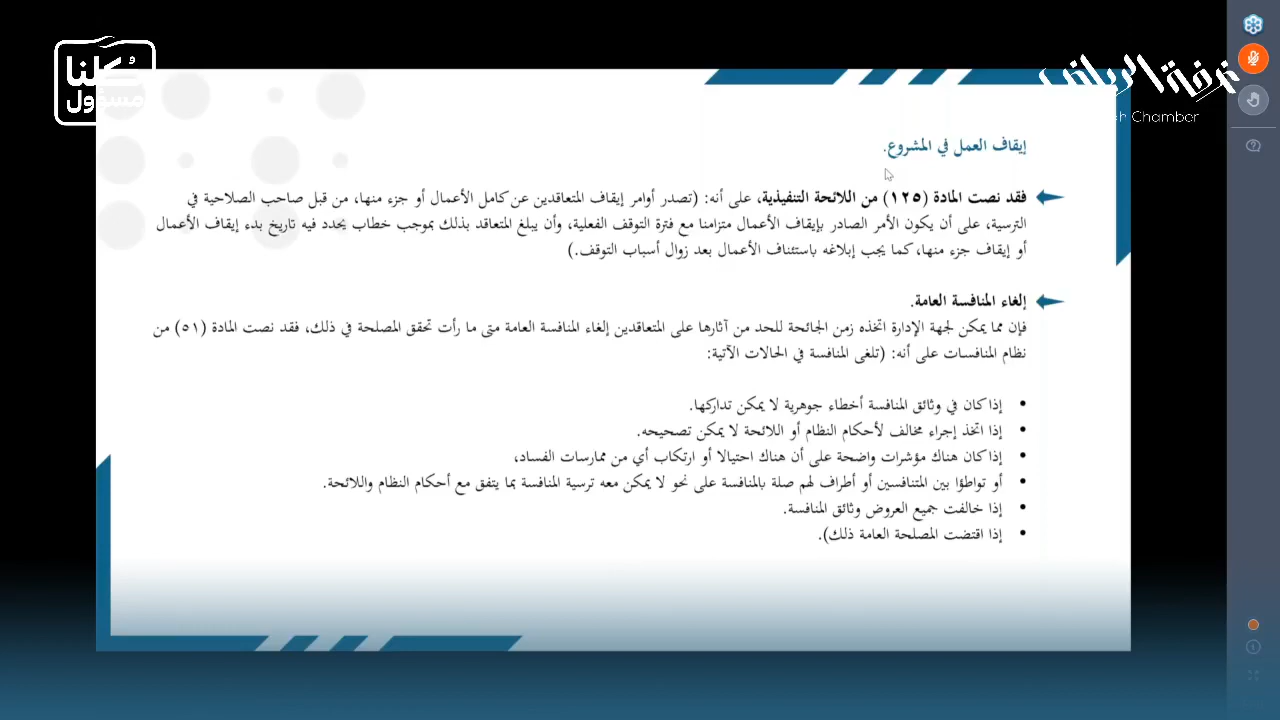 كلنا
مسؤول
غرفة الرياض
Chamber
إيقاف العمل في المشروع.
فقد نصت المادة (١٢٥) من اللائحة التنفيذية، على أنه: (تصدر أوامر إيقاف المتعاقدين عن كامل الأعمال أو جزء منها، من قبل صاحب الصلاحية في
الترسية، على أن يكون الأمر الصادر بإيقاف الأعمال متزامنا مع فترة التوقف الفعلية، وأن يبلغ المتعاقد بذلك بموجب خطاب يحدد فيه تاريخ بدء إيقاف الأعمال
أو إيقاف جزء منها، كما يجب إبلاغه باستئناف الأعمال بعد زوال أسباب التوقف.)
إلغاء المنافسة العامة.
فإن مما يمكن لجهة الإدارة اتخذه زمن الجائحة للحد من آثارها على المتعاقدين إلغاء المنافسة العامة متى ما رأت تحقق المصلحة في ذلك، فقد نصت المادة (٥١) من
نظام المنافسات على أنه: (تلغى المنافسة في الحالات الآتية:
• إذا كان في وثائق المنافسة أخطاء جوهرية لا يمكن تداركها.
• إذا اتخذ إجراء مخالف لأحكام النظام أو اللائحة لا يمكن تصحيحه.
• إذا كان هناك مؤشرات واضحة على أن هناك احتيالا أو ارتكاب أي من ممارسات الفساد،
• أو تواطؤا بين المتنافسين أو أطراف لهم صلة بالمنافسة على نحو لا يمكن معه ترسية المنافسة بما يتفق مع أحكام النظام واللائحة.
• إذا خالفت جميع العروض وثائق المنافسة.
• إذا اقتضت المصلحة العامة ذلك).